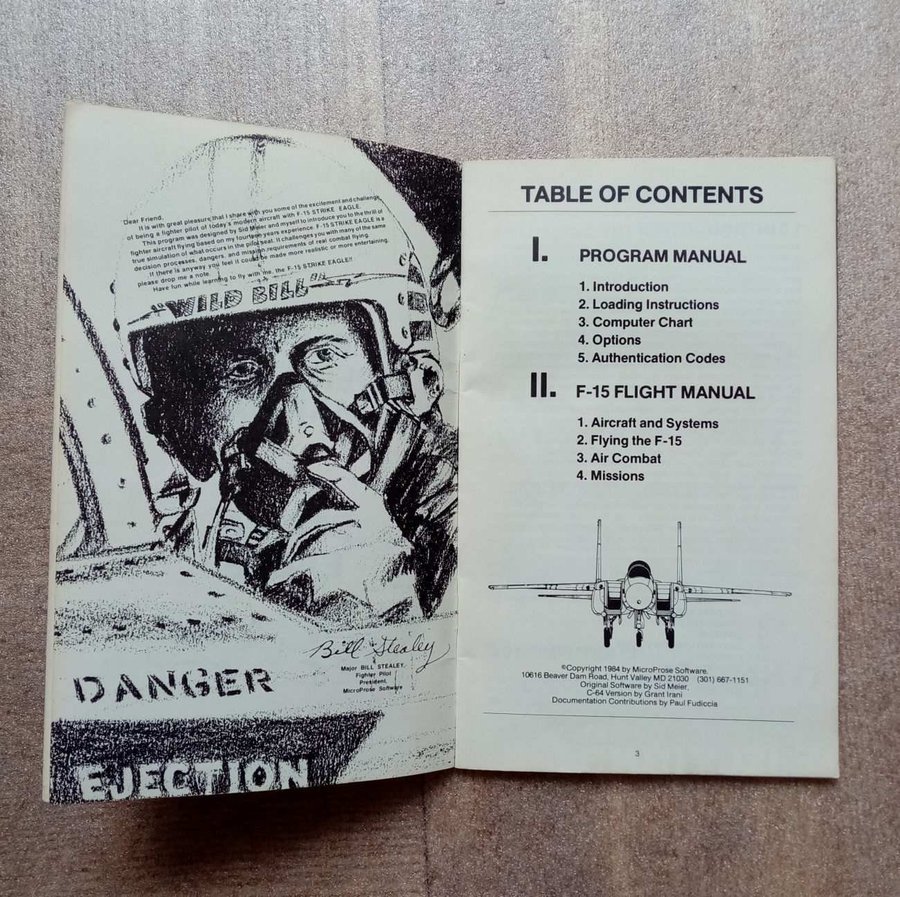 Dear Friend,
It is with great pleasure that I share with you some of the excitement and challenge
of being a fighter pilot of today's modern aircraft with F-15 STRIKE EAGLE.
This program was designed by Sid Meier and myself to introduce you to the thrill of
fighter aircraft flying based on my fourteen years experience. F-15 STRIKE EAGLE is a
true simulation of what occurs in the pilot seat. It challenges you with many of the same
decision processes, dangers, and mission requirements of real combat flying.
If there is anyway you feel it could be made more realistic or more entertaining,
please drop me a note.
Have fun while learning to fly with me, the F-15 STRIKE EAGLE!!
"WILD BILL"
Bill Stealey
Major BILL STEALEY,
Fighter Pilot
President,
MicroProse Software
DANGER
EJECTION
TABLE OF CONTENTS
I. PROGRAM MANUAL
1. Introduction
2. Loading Instructions
3. Computer Chart
4. Options
5. Authentication Codes
II. F-15 FLIGHT MANUAL
1. Aircraft and Systems
2. Flying the F-15
3. Air Combat
4. Missions
©Copyright 1984 by MicroProse Software,
10616 Beaver Dam Road, Hunt Valley MD 21030 (301) 667-1151
Original Software by Sid Meier,
C-64 Version by Grant Irani
Documentation Contributions by Paul Fudiccia
3